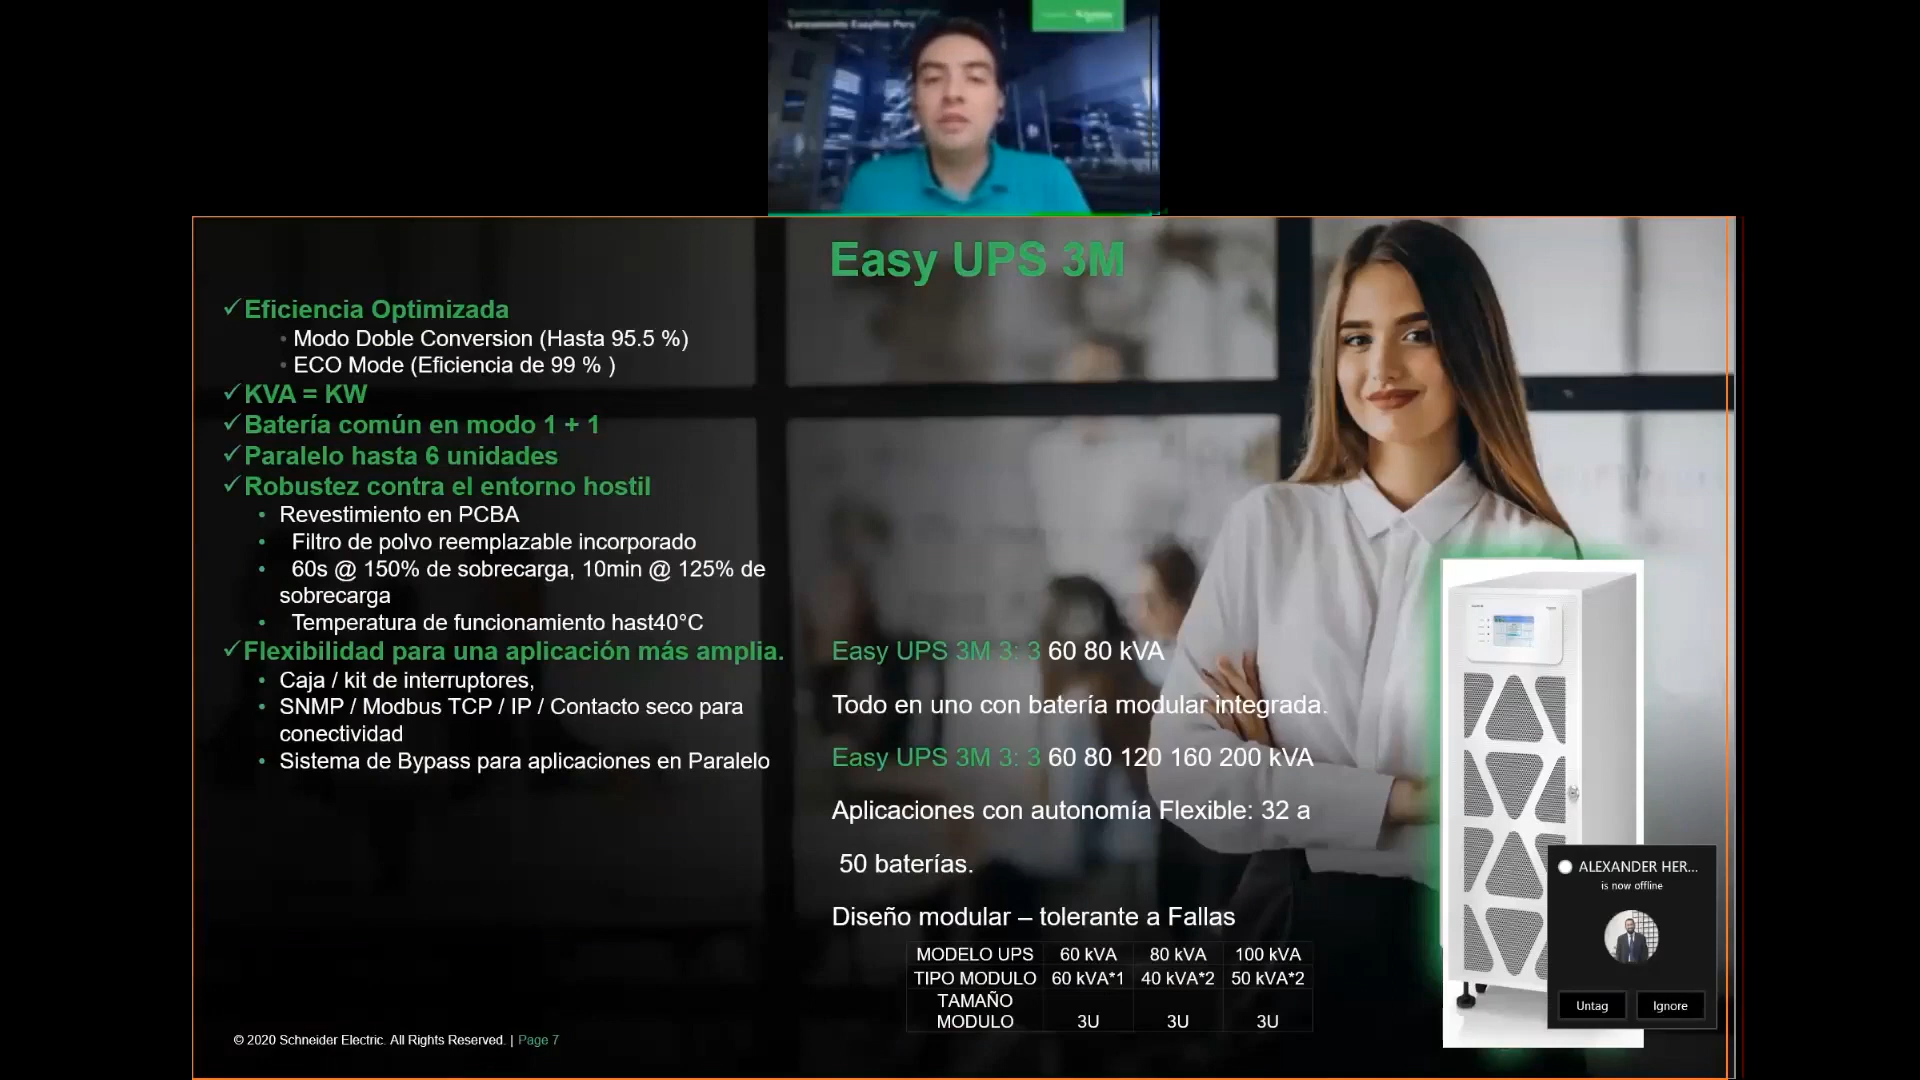 Lanzamiento Easyline Peru
Easy UPS 3M
✓Eficiencia Optimizada
• Modo Doble Conversion (Hasta 95.5 %)
• ECO Mode (Eficiencia de 99 % )
✓KVA = KW
✓Batería común en modo 1 + 1
✓Paralelo hasta 6 unidades
✓Robustez contra el entorno hostil
• Revestimiento en PCBA
• Filtro de polvo reemplazable incorporado
• 60s @ 150% de sobrecarga, 10min @ 125% de
sobrecarga
• Temperatura de funcionamiento hast40°C
✓Flexibilidad para una aplicación más amplia.
• Caja / kit de interruptores,
• SNMP / Modbus TCP / IP / Contacto seco para
conectividad
• Sistema de Bypass para aplicaciones en Paralelo
Easy UPS 3M 3: 3 60 80 kVA
Todo en uno con batería modular integrada.
Easy UPS 3M 3: 3 60 80 120 160 200 kVA
Aplicaciones con autonomía Flexible: 32 a
50 baterías.
Diseño modular – tolerante a Fallas
MODELO UPS 60 kVA 80 kVA 100 kVA
TIPO MODULO 60 kVA*1 40 kVA*2 50 kVA*2
TAMAÑO
MODULO 3U 3U 3U
ALEXANDER HER...
is now offline
Untag Ignore
© 2020 Schneider Electric. All Rights Reserved. | Page 7